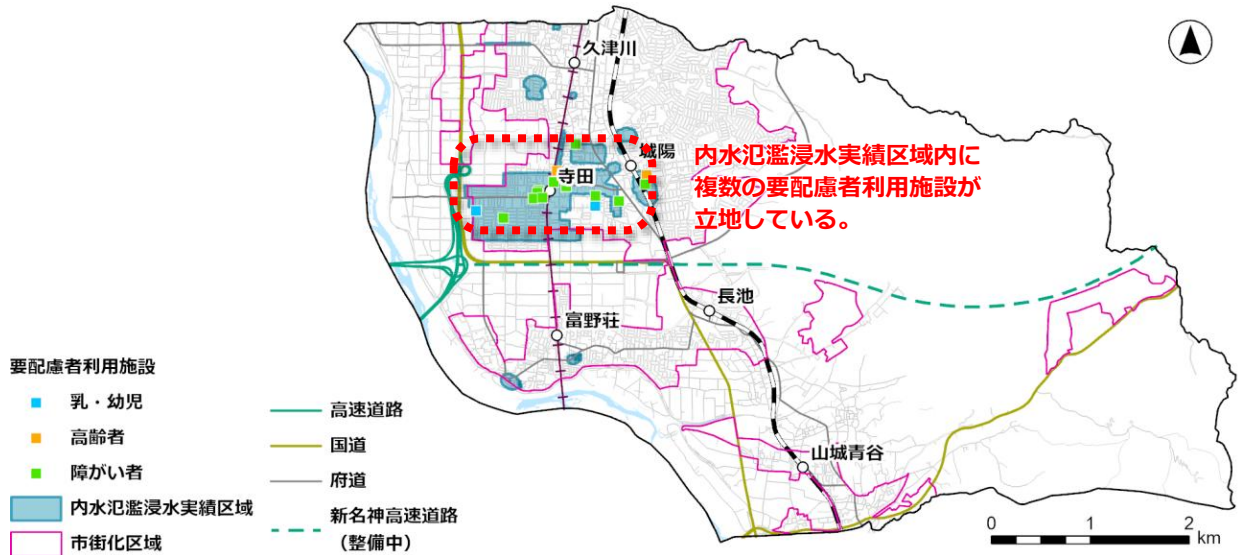 久津川
城陽
寺田
内水氾濫浸水実績区域内に
複数の要配慮者利用施設が
立地している。
長池
富野荘
山城青谷
要配慮者利用施設
乳・幼児
高齢者
障がい者
内水氾濫浸水実績区域
市街化区域
高速道路
国道
府道
新名神高速道路
(整備中)
0 1 2
km